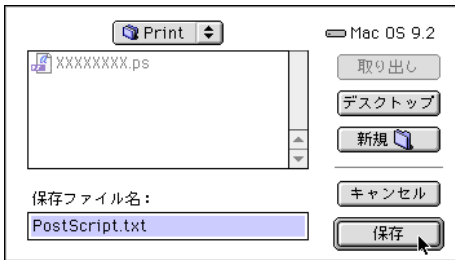 Print
Mac OS 9.2
XXXXXXXX.ps
取り出し
デスクトップ
新規
保存ファイル名：
キャンセル
PostScript.txt
保存